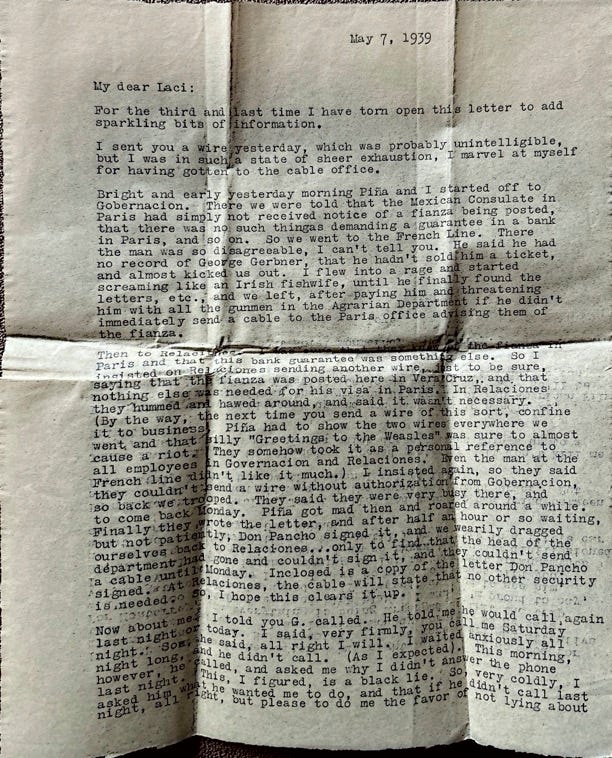 May 7, 1939
My dear Laci:
For the third and last time I have torn open this letter to add
sparkling bits of information.
I sent you a wire yesterday, which was probably unintelligible,
but I was in such a state of sheer exhaustion, I marvel at myself
for having gotten to the cable office.
Bright and early yesterday morning Piña and I started off to
Gobernacion. There we were told that the Mexican Consulate in
Paris had simply not received notice of a fianza being posted,
that there was no such thingas demanding a guarantee in a bank
in Paris, and so on. So we went to the French Line. There
the man was so disagreeable, I can't tell you. He said he had
no record of George Gerbner, that he hadn't sold him a ticket,
and almost kicked us out. I flew into a rage and started
screaming like an Irish fishwife, until he finally found the
letters, etc., and we left, after paying him and threatening
him with all the gunmen in the Agrarian Department if he didn't
immediately send a cable to the Paris office advising them of
the fianza.
Then to Relaciones the fianza in
Paris and that this bank guarantee was something else. So I
insisted on Relaciones sending another wire, just to be sure,
saying that the fianza was posted here in Vera Cruz, and that
nothing else was needed for his visa in Paris. In Relaciones
they hummed and hawed around, and said it wasn't necessary.
(By the way, the next time you send a wire of this sort, confine
it to business. Piña had to show the two wires everywhere we
went and that silly "Greetings to the Weasles" was sure to almost
cause a riot. They somehow took it as a personal reference to
all employees in Governacion and Relaciones. Even the man at the
French line didn't like it much.) I insisted again, so they said
they couldn't send a wire without authorization from Gobernacion,
so back we trooped. They said they were very busy there, and
to come back Monday. Piña got mad then and roared around a while.
Finally they wrote the letter, and after half an hour or so waiting,
but not patiently, Don Pancho signed it, and we wearily dragged
ourselves back to Relaciones...only to find that the head of the
department had gone and couldn't sign it, and they couldn't send
a cable until Monday. Inclosed is a copy of the letter Don Pancho
signed. At Relaciones, the cable will state that no other security
is needed. So, I hope this clears it up.
Now about me. I told you G. called. He told me he would call again
last night or today. I said, very firmly, you call me Saturday
night. So he said, all right I will. I waited anxiously all
night long, and he didn't call. (As I expected). This morning,
however, he called, and asked me why I didn't answer the phone
last night. This, I figured, is a black lie. So, very coldly, I
asked him what he wanted me to do, and that if he didn't call last
night, all right, but please to do me the favor of not lying about